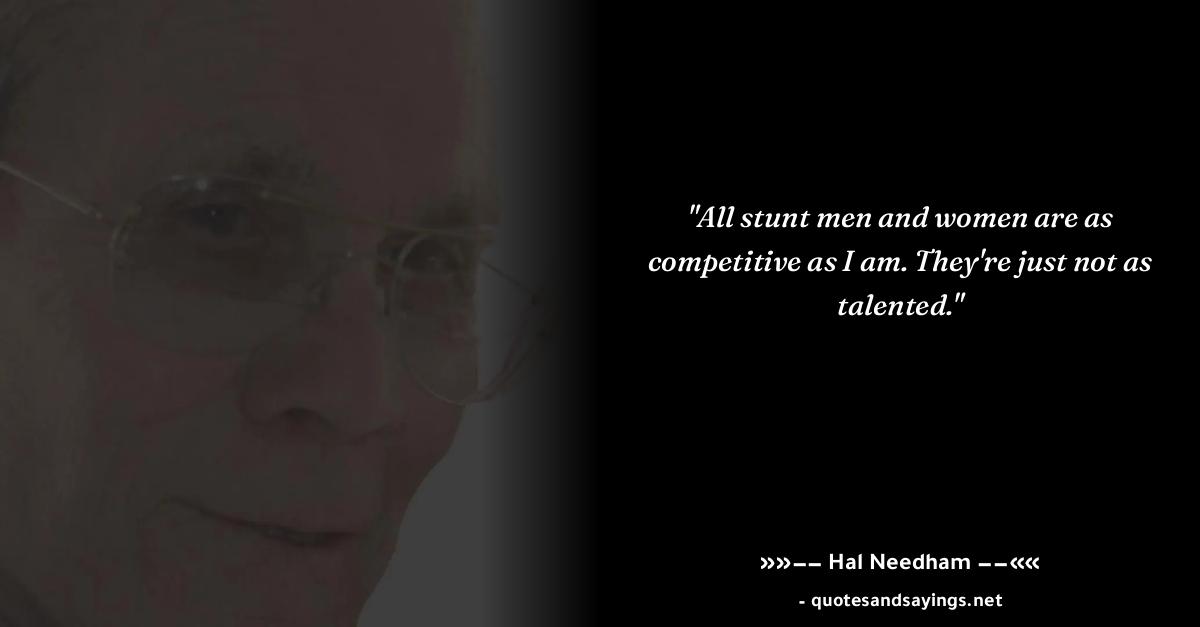 "All stunt men and women are as
competitive as I am. They're just not as
talented."
»»−− Hal Needham −−««
- quotesandsayings.net